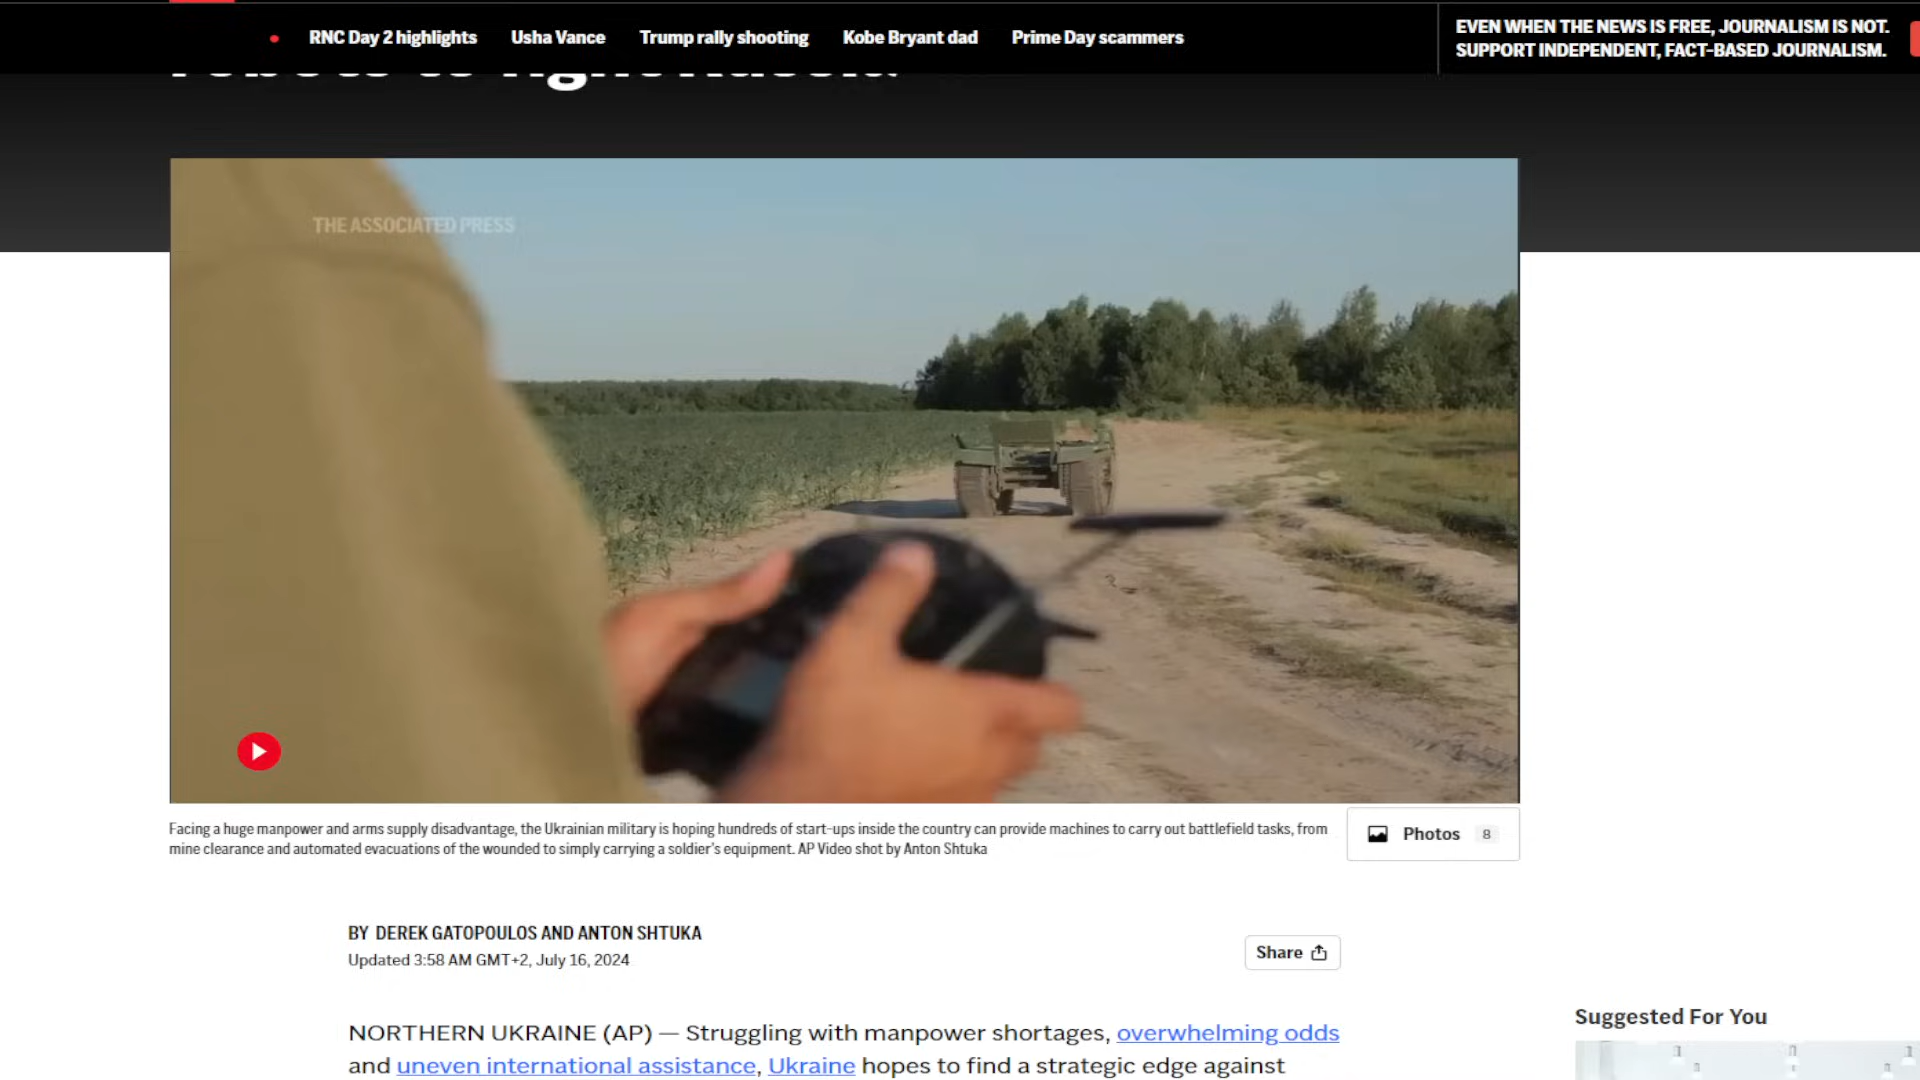 RNC Day 2 highlights
Usha Vance
Trump rally shooting
Kobe Bryant dad
Prime Day scammers
EVEN WHEN THE NEWS IS FREE, JOURNALISM IS NOT.
SUPPORT INDEPENDENT, FACT-BASED JOURNALISM.
robots to fight Russia
THE ASSOCIATED PRESS
Facing a huge manpower and arms supply disadvantage, the Ukrainian military is hoping hundreds of start-ups inside the country can provide machines to carry out battlefield tasks, from
mine clearance and automated evacuations of the wounded to simply carrying a soldier's equipment. AP Video shot by Anton Shtuka
Photos 8
BY DEREK GATOPOULOS AND ANTON SHTUKA
Updated 3:58 AM GMT+2, July 16, 2024
Share
NORTHERN UKRAINE (AP) — Struggling with manpower shortages, overwhelming odds
and uneven international assistance, Ukraine hopes to find a strategic edge against
Suggested For You